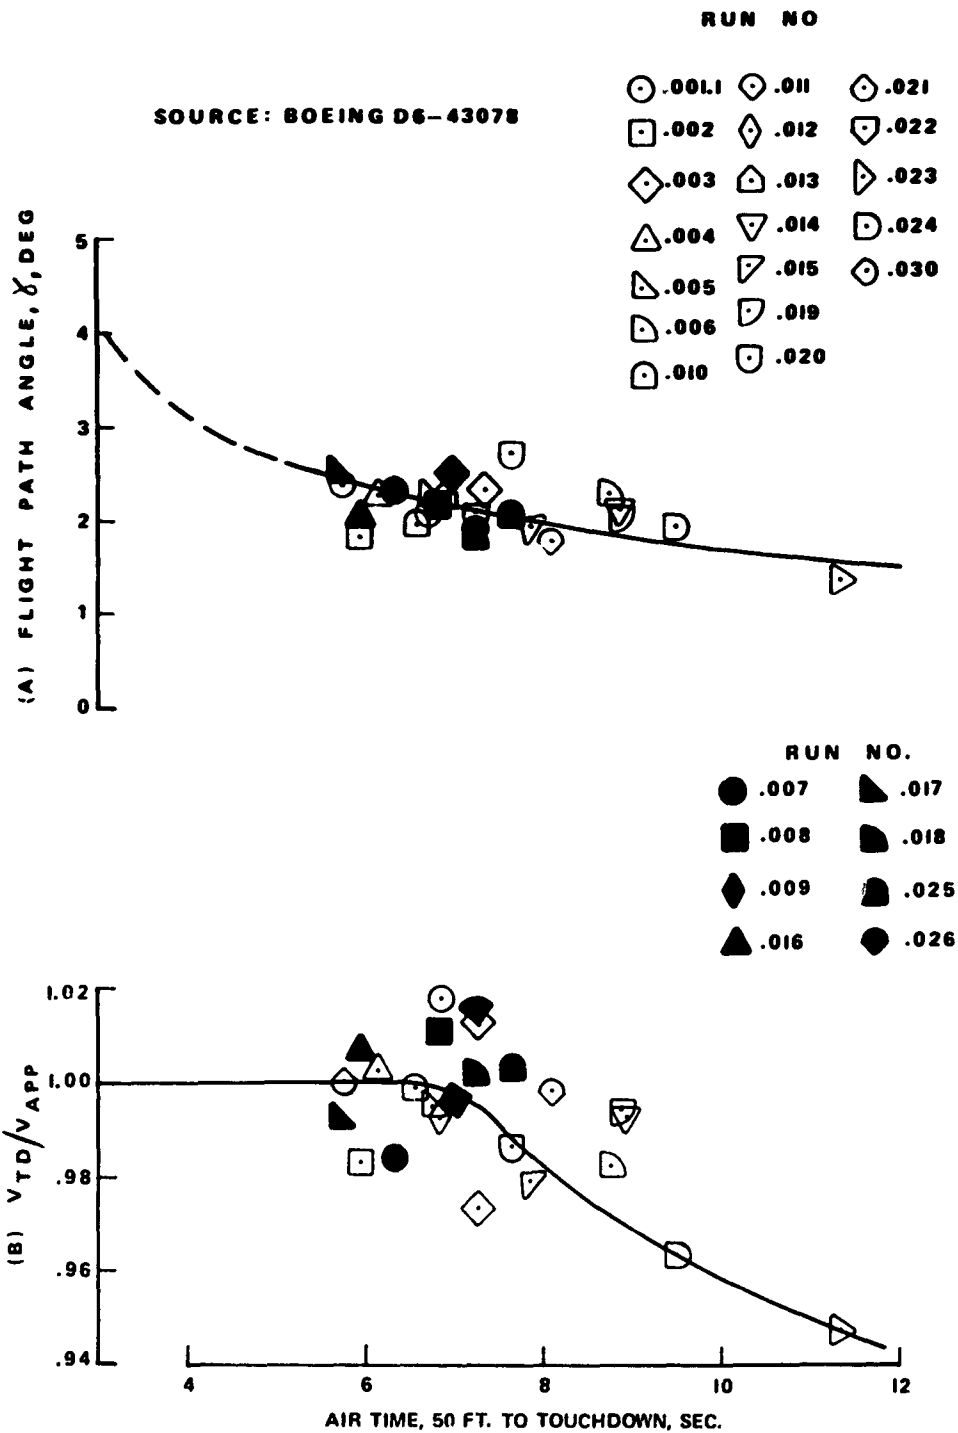 RUN NO
.001.1 .011 .021
SOURCE: BOEING D6-43078
.002 .012 .022
.003 .013 .023
.004 .014 .024
.005 .015 .030
.006 .019
.010 .020
(A) FLIGHT PATH ANGLE, γ, DEG
5
4
3
2
1
0
RUN NO.
.007 .017
.008 .018
.009 .025
.016 .026
(B) VTD/VAPP
1.02
1.00
.98
.96
.94
4 6 8 10 12
AIR TIME, 50 FT. TO TOUCHDOWN, SEC.